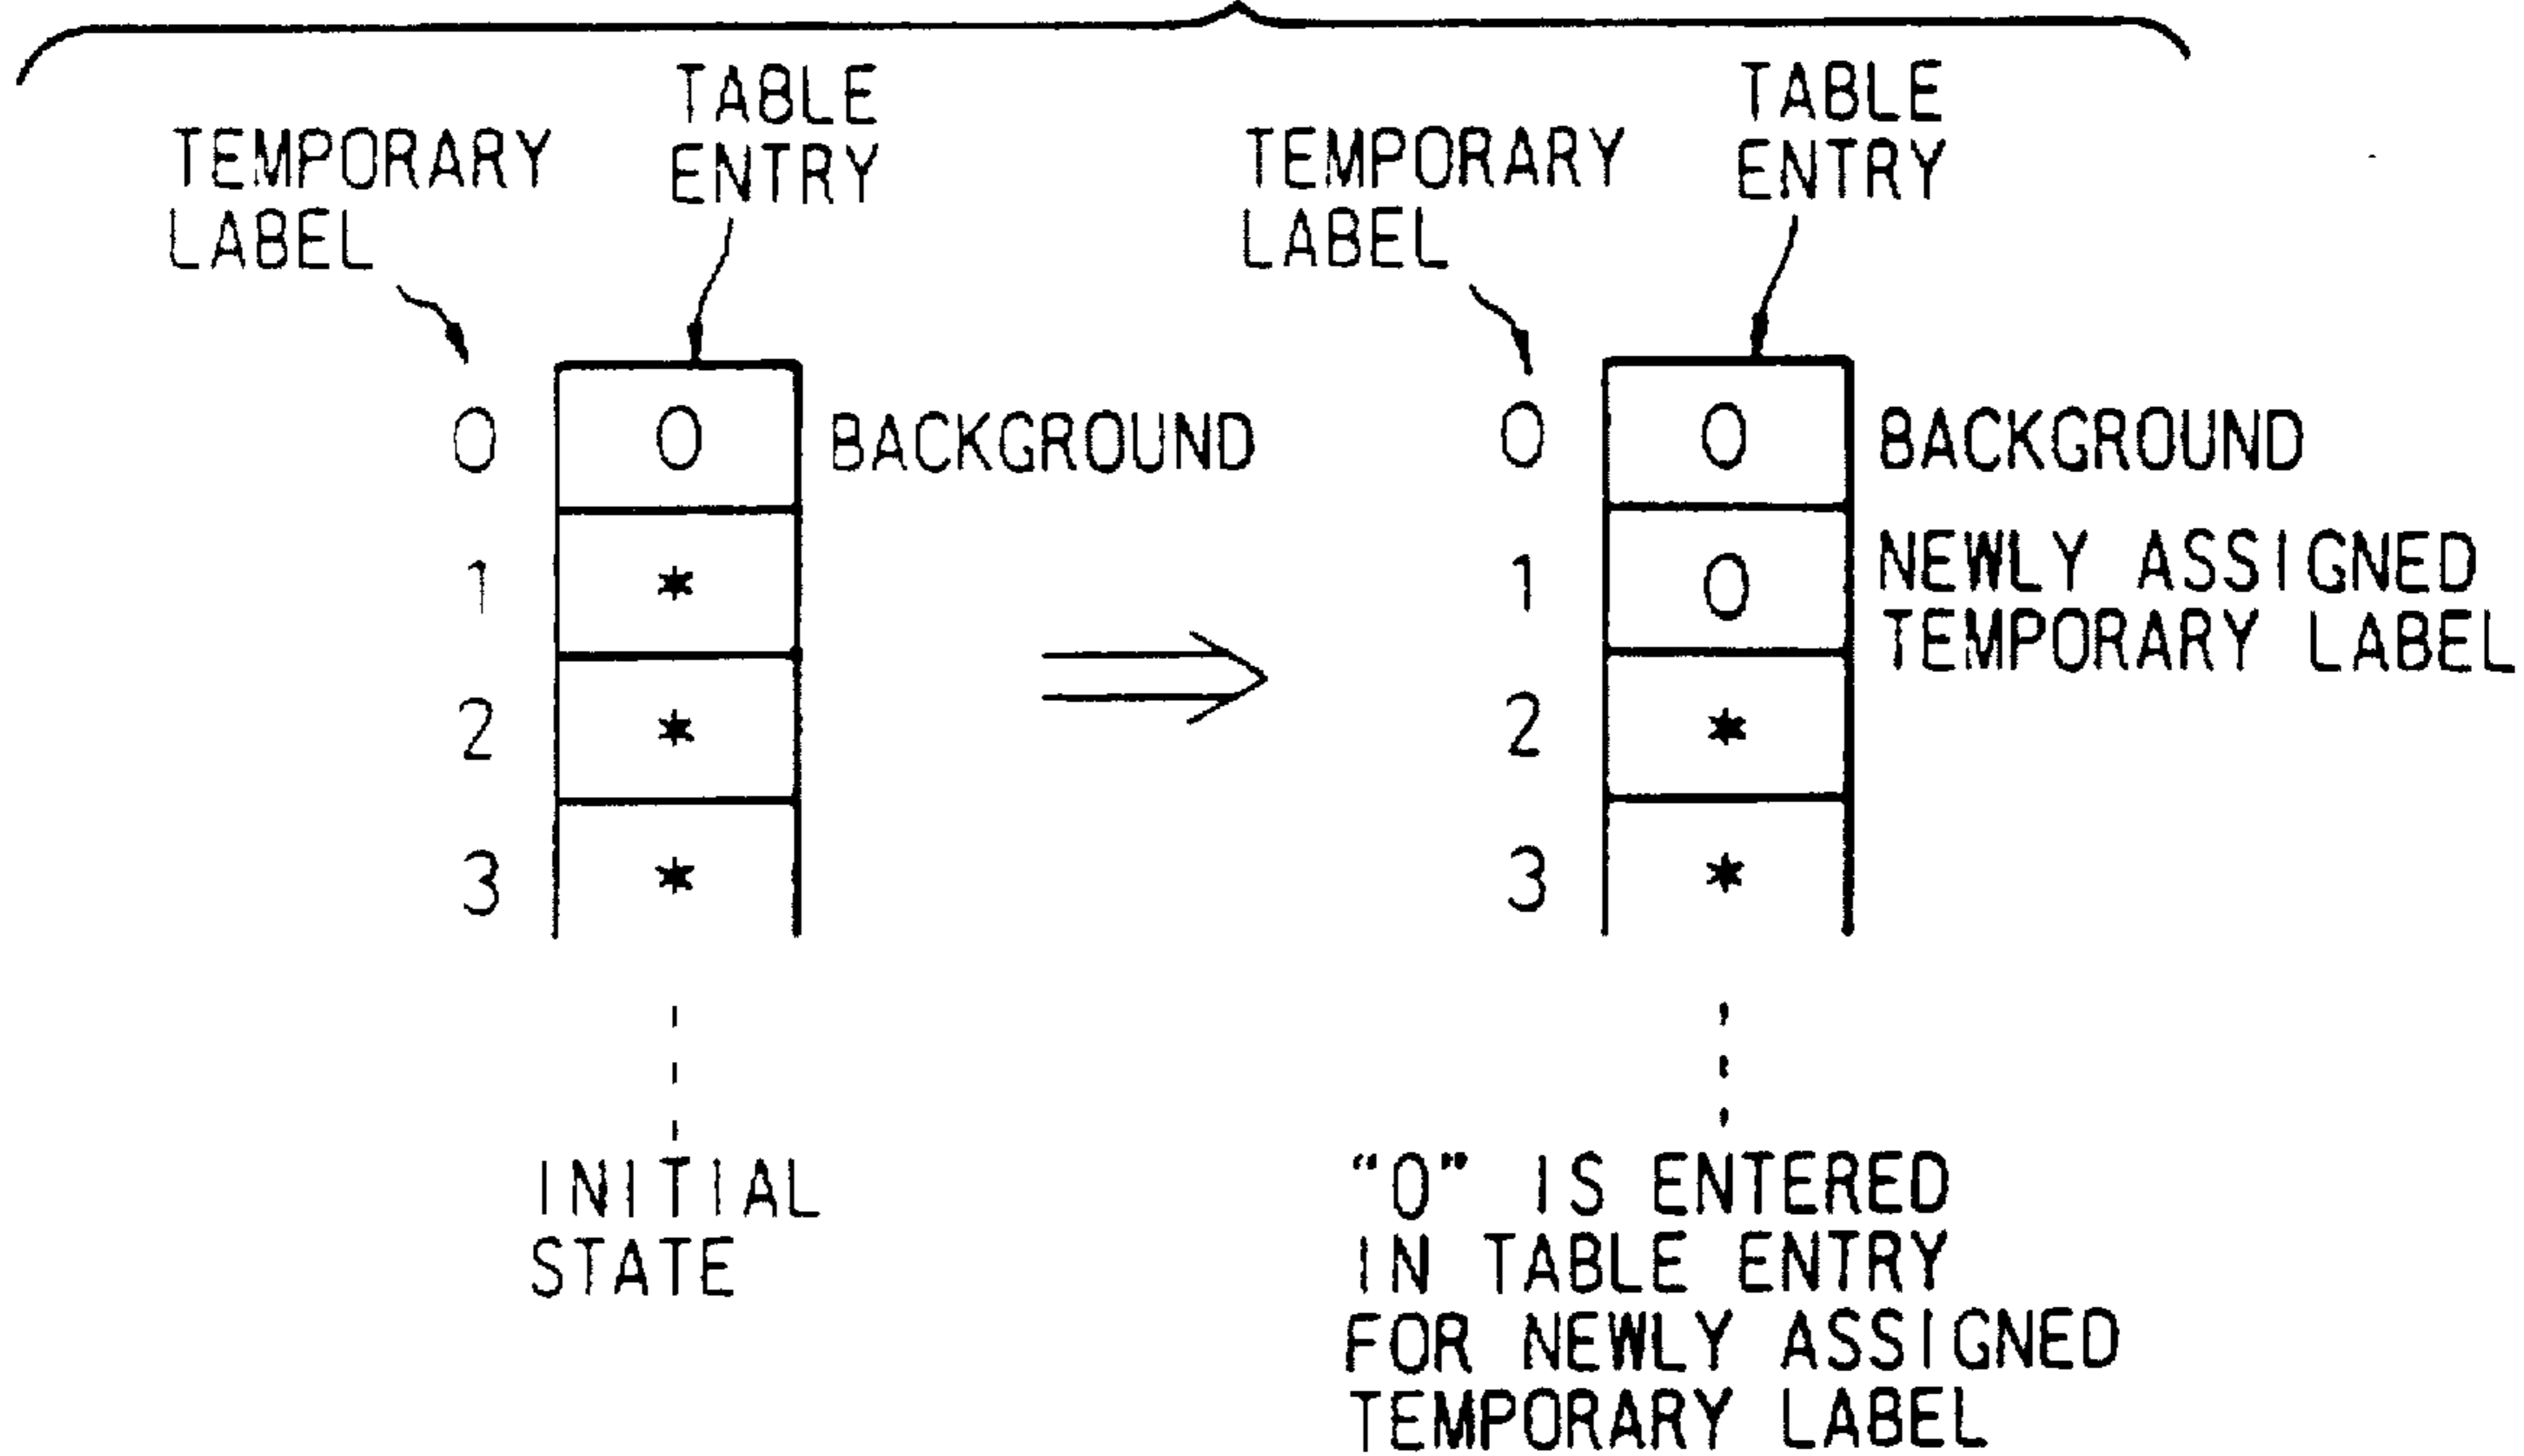 TEMPORARY
LABEL
TABLE
ENTRY
0 0 BACKGROUND
1 *
2 *
3 *
INITIAL
STATE
TEMPORARY
LABEL
TABLE
ENTRY
0 0 BACKGROUND
1 0 NEWLY ASSIGNED
TEMPORARY LABEL
2 *
3 *
“0” IS ENTERED
IN TABLE ENTRY
FOR NEWLY ASSIGNED
TEMPORARY LABEL